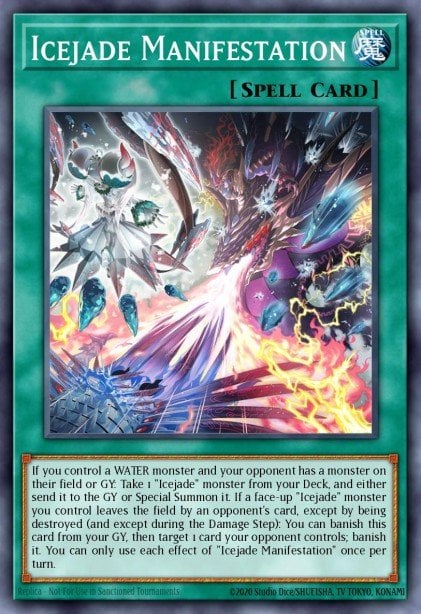 ICEJADE MANIFESTATION
SPELL
魔
[SPELL CARD]
If you control a WATER monster and your opponent has a monster on
their field or GY: Take 1 "Icejade" monster from your Deck, and either
send it to the GY or Special Summon it. If a face-up "Icejade" monster
you control leaves the field by an opponent's card, except by being
destroyed (and except during the Damage Step): You can banish this
card from your GY, then target 1 card your opponent controls; banish
it. You can only use each effect of "Icejade Manifestation" once per
turn.
Replica - Not For Use in Sanctioned Tournaments
©2020 Studio Dice/SHUEISHA, TV TOKYO, KONAMI